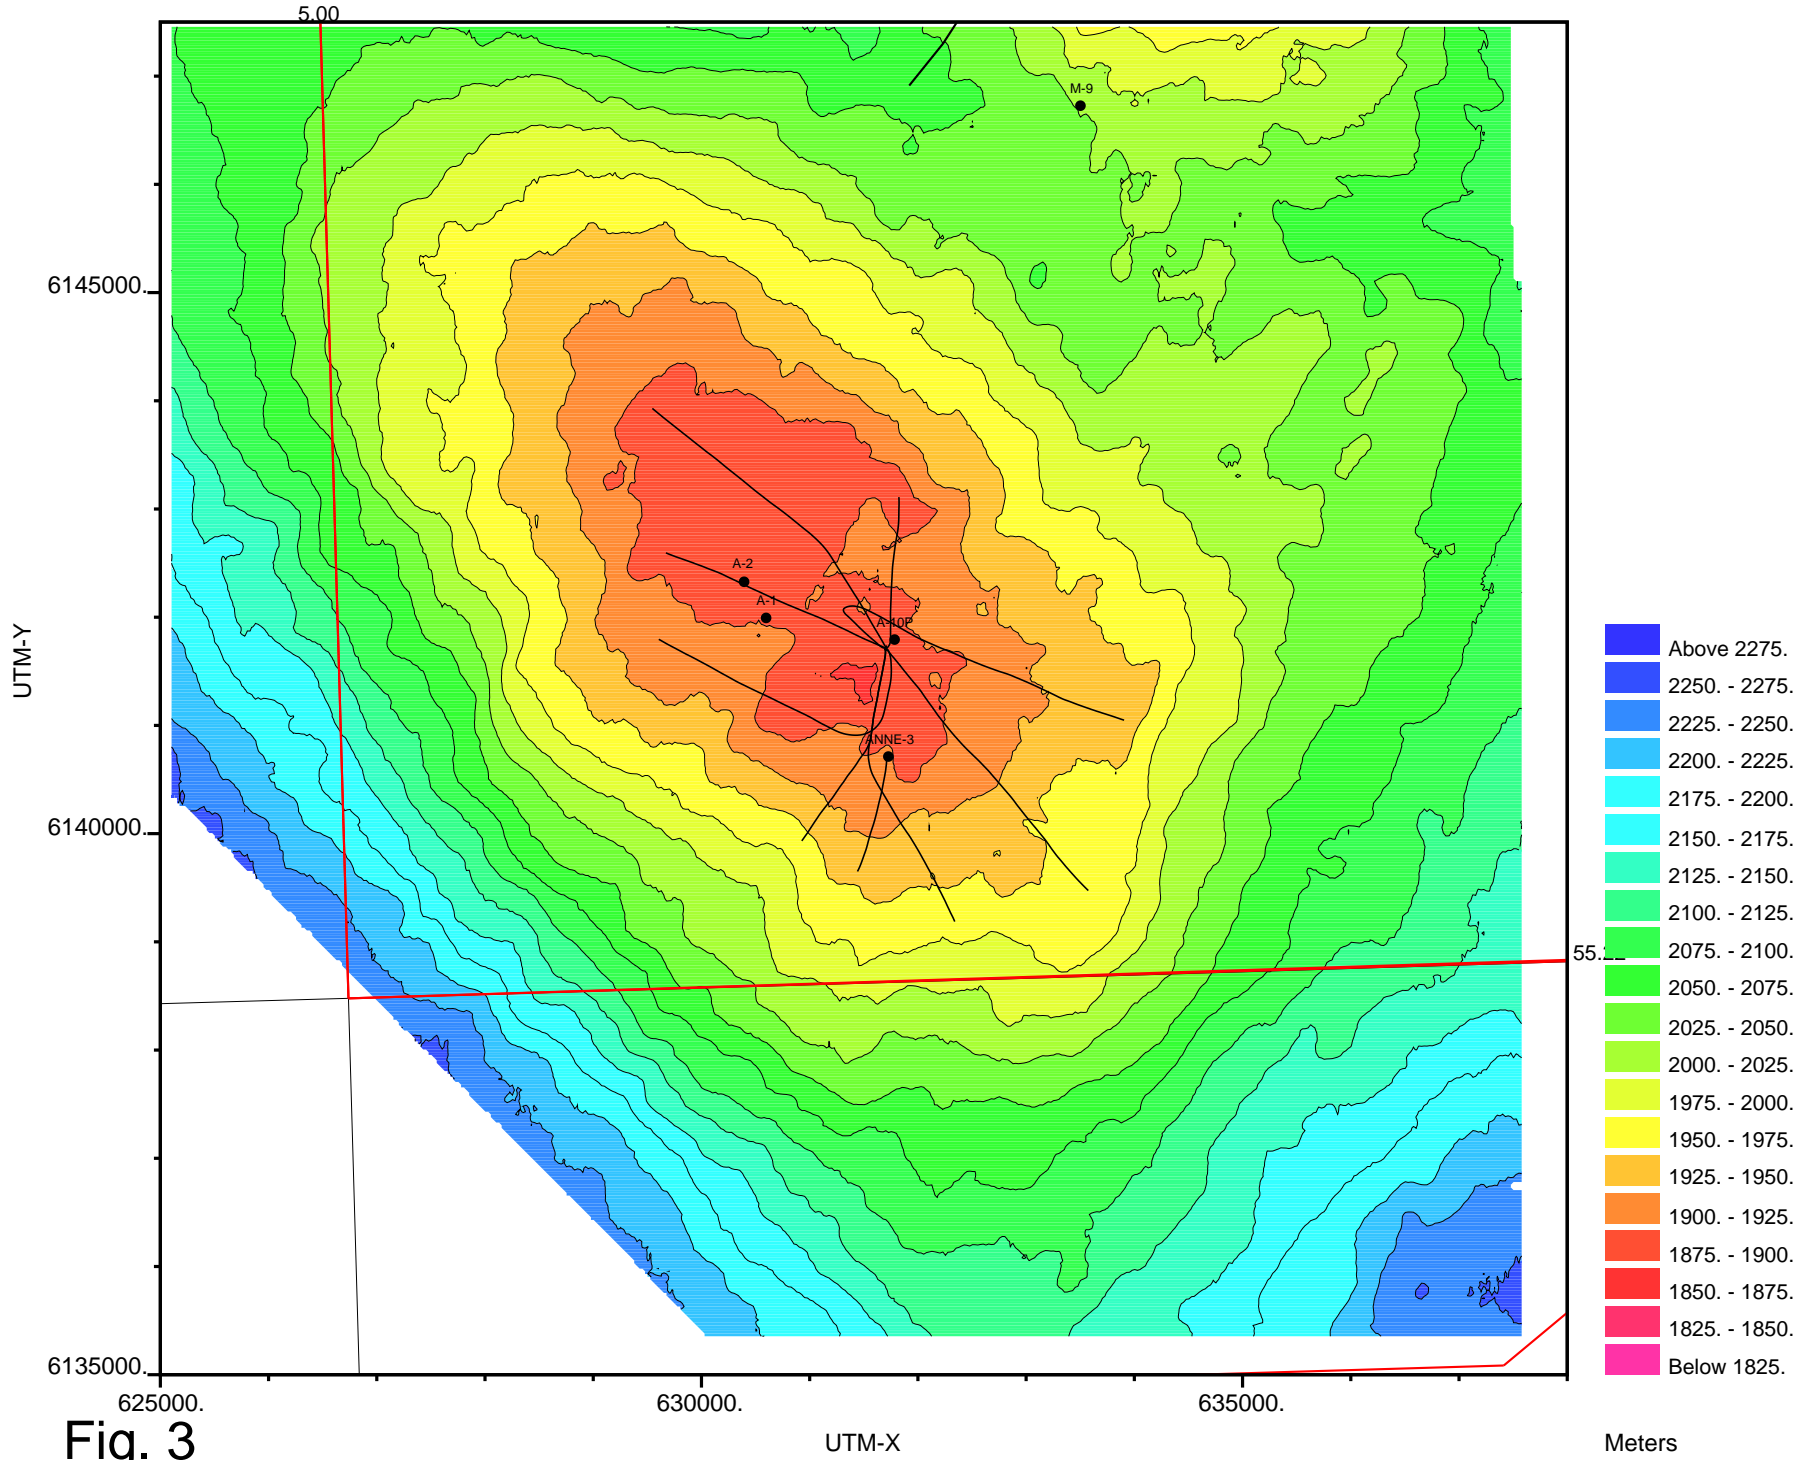 5.00
M-9
6145000.
A-2
A-1
A-10P
UTM-Y
ANNE-3
6140000.
6135000.
625000.
630000.
635000.
UTM-X
Fig. 3
Above 2275.
2250. - 2275.
2225. - 2250.
2200. - 2225.
2175. - 2200.
2150. - 2175.
2125. - 2150.
2100. - 2125.
2075. - 2100.
2050. - 2075.
2025. - 2050.
2000. - 2025.
1975. - 2000.
1950. - 1975.
1925. - 1950.
1900. - 1925.
1875. - 1900.
1850. - 1875.
1825. - 1850.
Below 1825.
Meters